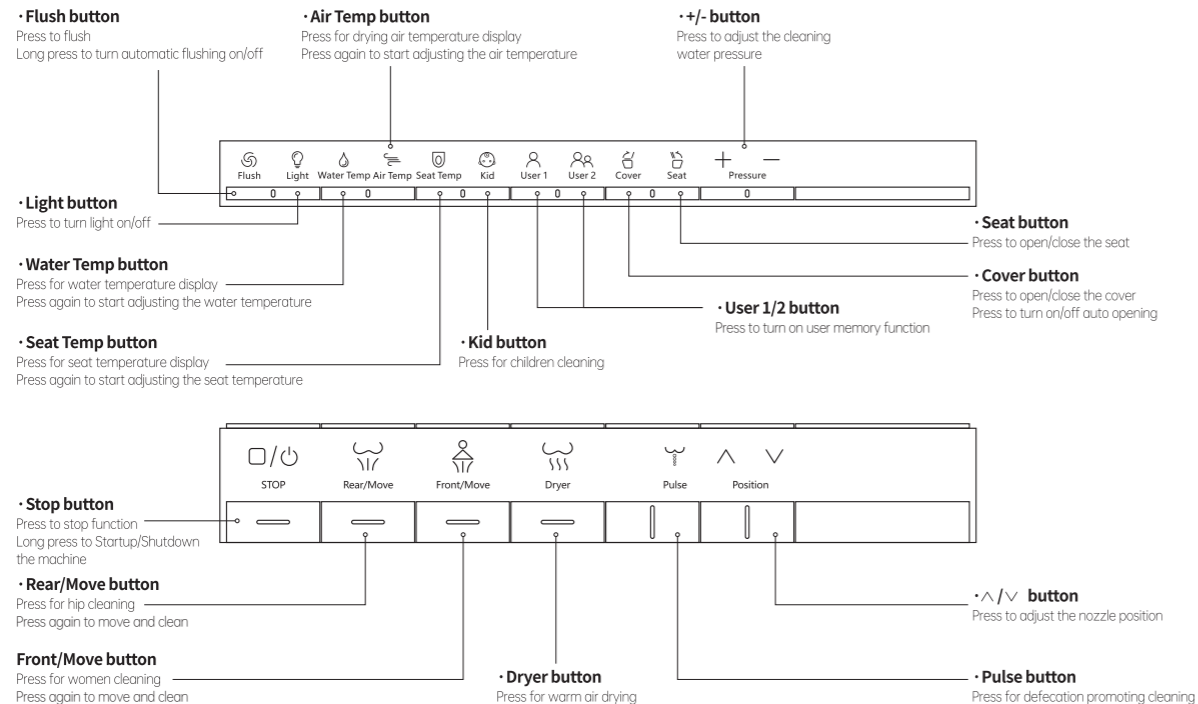 ·Flush button
Press to flush
Long press to turn automatic flushing on/off
·Air Temp button
Press for drying air temperature display
Press again to start adjusting the air temperature
·+/- button
Press to adjust the cleaning
water pressure
Flush Light Water Temp Air Temp Seat Temp Kid User 1 User 2 Cover Seat + Pressure −
·Light button
Press to turn light on/off
·Water Temp button
Press for water temperature display
Press again to start adjusting the water temperature
·Seat Temp button
Press for seat temperature display
Press again to start adjusting the seat temperature
·Kid button
Press for children cleaning
·User 1/2 button
Press to turn on user memory function
·Seat button
Press to open/close the seat
·Cover button
Press to open/close the cover
Press to turn on/off auto opening
STOP Rear/Move Front/Move Dryer Pulse Position
·Stop button
Press to stop function
Long press to Startup/Shutdown
the machine
·Rear/Move button
Press for hip cleaning
Press again to move and clean
Front/Move button
Press for women cleaning
Press again to move and clean
·Dryer button
Press for warm air drying
·∧/∨ button
Press to adjust the nozzle position
·Pulse button
Press for defecation promoting cleaning